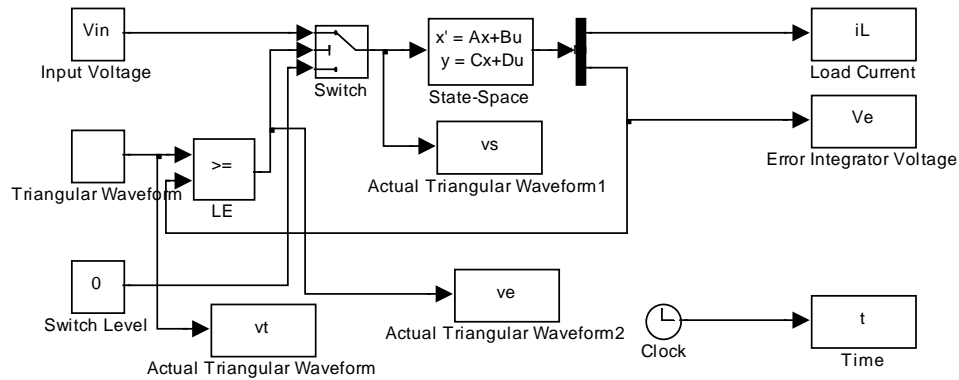 Vin
Input Voltage
Switch
x' = Ax+Bu
y = Cx+Du
State-Space
iL
Load Current
Ve
Error Integrator Voltage
vs
Actual Triangular Waveform1
Triangular Waveform
>=
LE
0
Switch Level
vt
Actual Triangular Waveform
ve
Actual Triangular Waveform2
Clock
t
Time